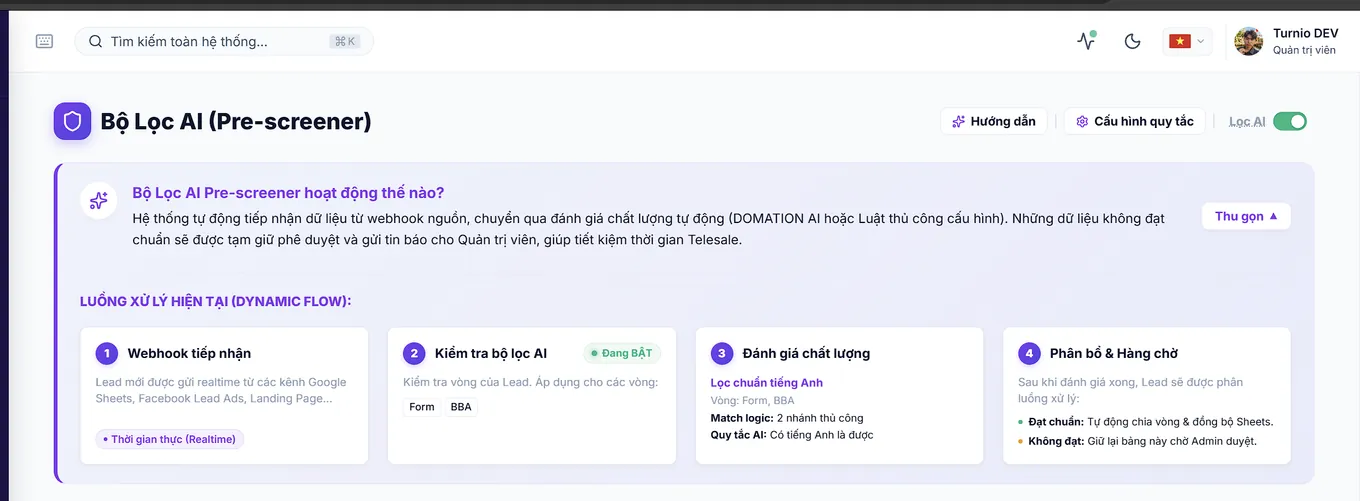 Tìm kiếm toàn hệ thống...
⌘ K
Turnio DEV
Quản trị viên
Bộ Lọc AI (Pre-screener)
Hướng dẫn
Cấu hình quy tắc
Lọc AI
Bộ Lọc AI Pre-screener hoạt động thế nào?
Hệ thống tự động tiếp nhận dữ liệu từ webhook nguồn, chuyển qua đánh giá chất lượng tự động (DOMATION AI hoặc Luật thủ công cấu hình). Những dữ liệu không đạt
chuẩn sẽ được tạm giữ phê duyệt và gửi tin báo cho Quản trị viên, giúp tiết kiệm thời gian Telesale.
Thu gọn ▲
LUỒNG XỬ LÝ HIỆN TẠI (DYNAMIC FLOW):
1 Webhook tiếp nhận
Lead mới được gửi realtime từ các kênh Google
Sheets, Facebook Lead Ads, Landing Page...
• Thời gian thực (Realtime)
2 Kiểm tra bộ lọc AI
Đang BẬT
Kiểm tra vòng của Lead. Áp dụng cho các vòng:
Form
BBA
3 Đánh giá chất lượng
Lọc chuẩn tiếng Anh
Vòng: Form, BBA
Match logic: 2 nhánh thủ công
Quy tắc AI: Có tiếng Anh là được
4 Phân bổ & Hàng chờ
Sau khi đánh giá xong, Lead sẽ được phân
luồng xử lý:
• Đạt chuẩn: Tự động chia vòng & đồng bộ Sheets.
• Không đạt: Giữ lại bảng này chờ Admin duyệt.